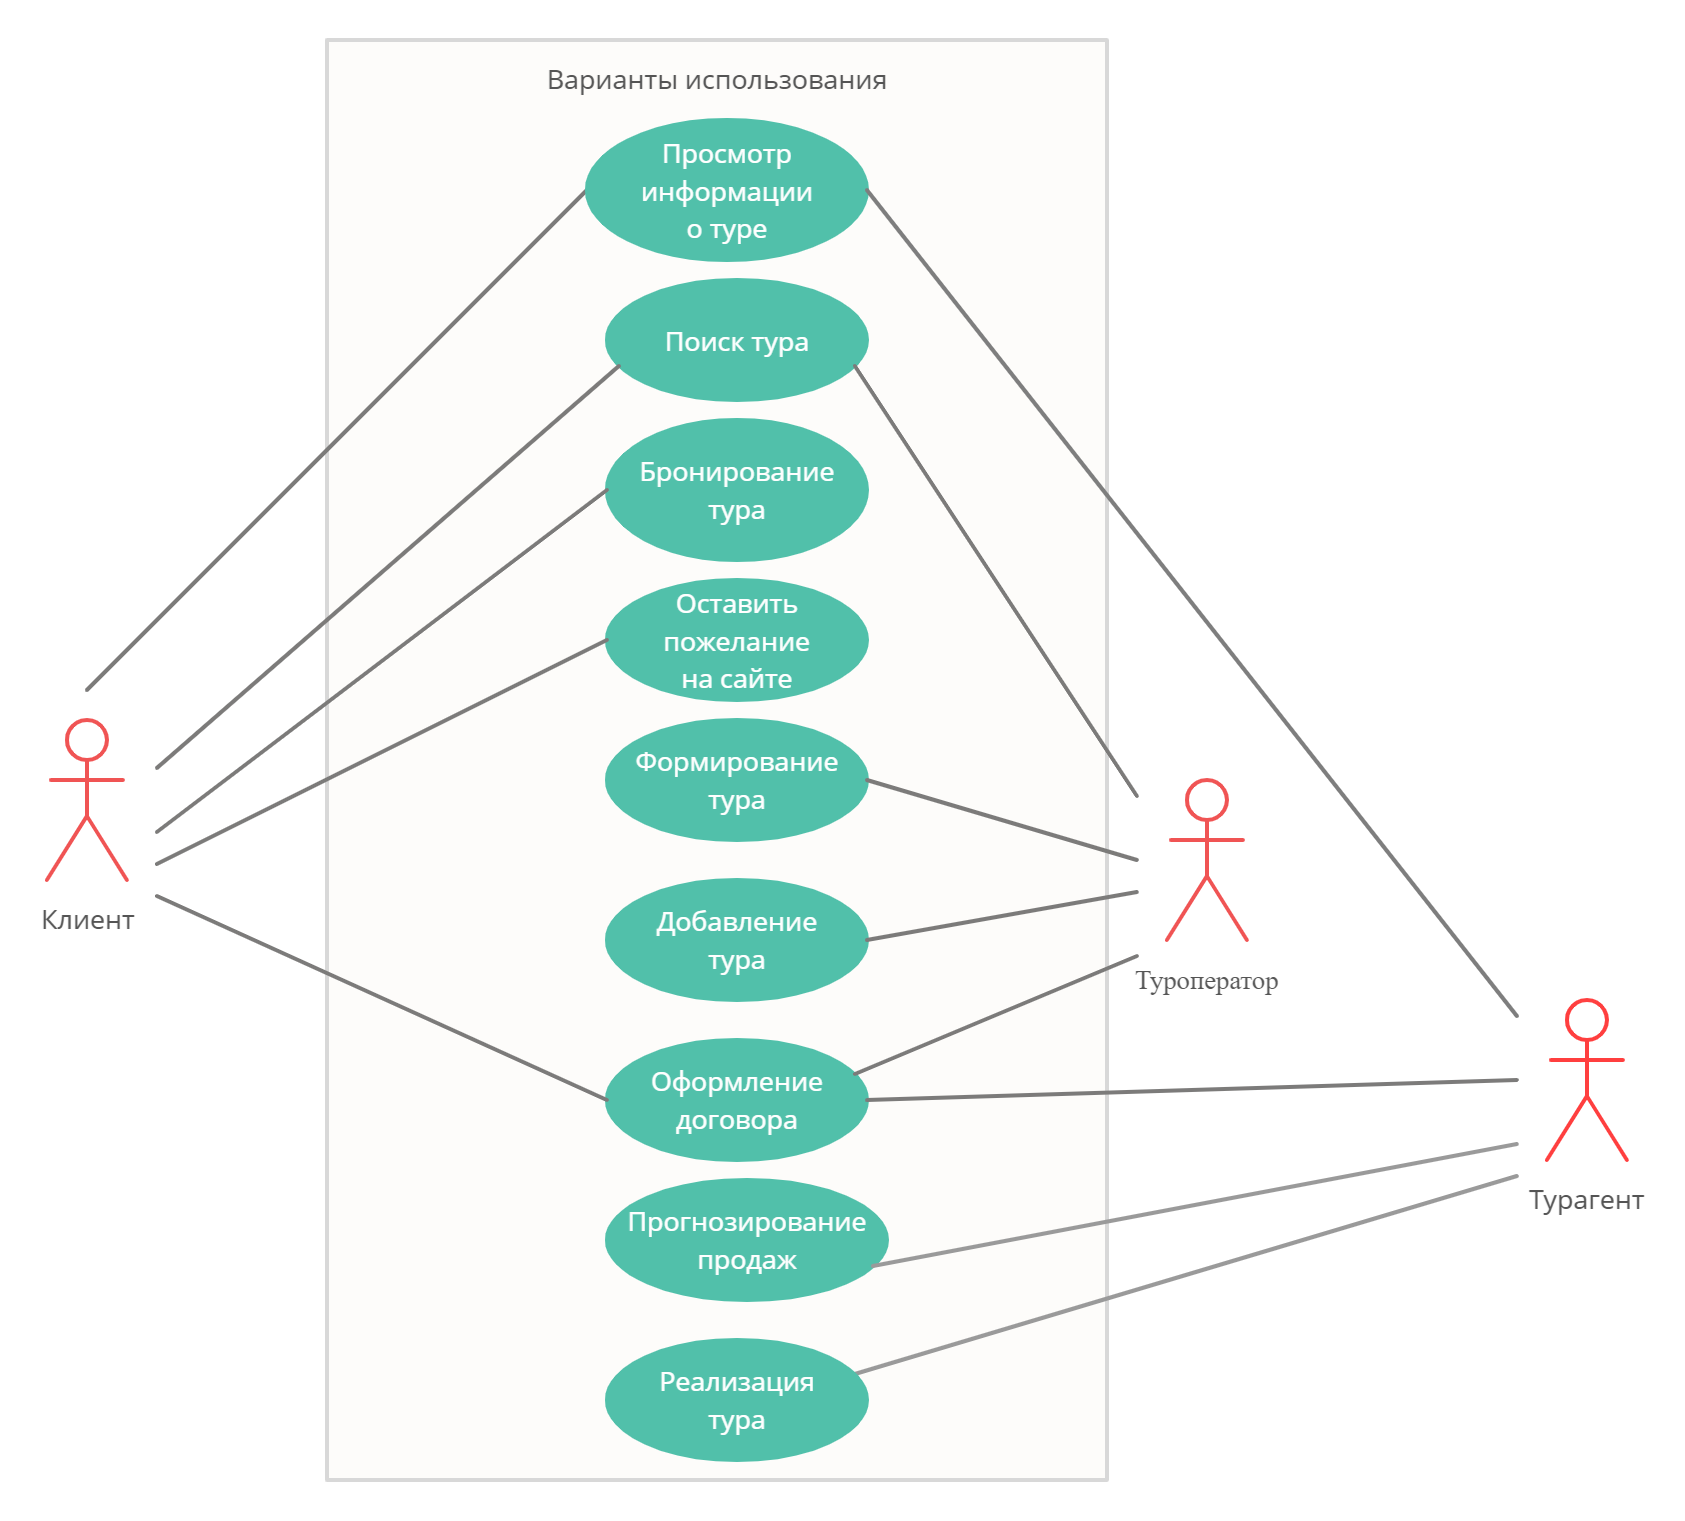 Варианты использования
Просмотр
информации
о туре
Поиск тура
Бронирование
тура
Оставить
пожелание
на сайте
Формирование
тура
Добавление
тура
Оформление
договора
Прогнозирование
продаж
Реализация
тура
Клиент
Туроператор
Турагент